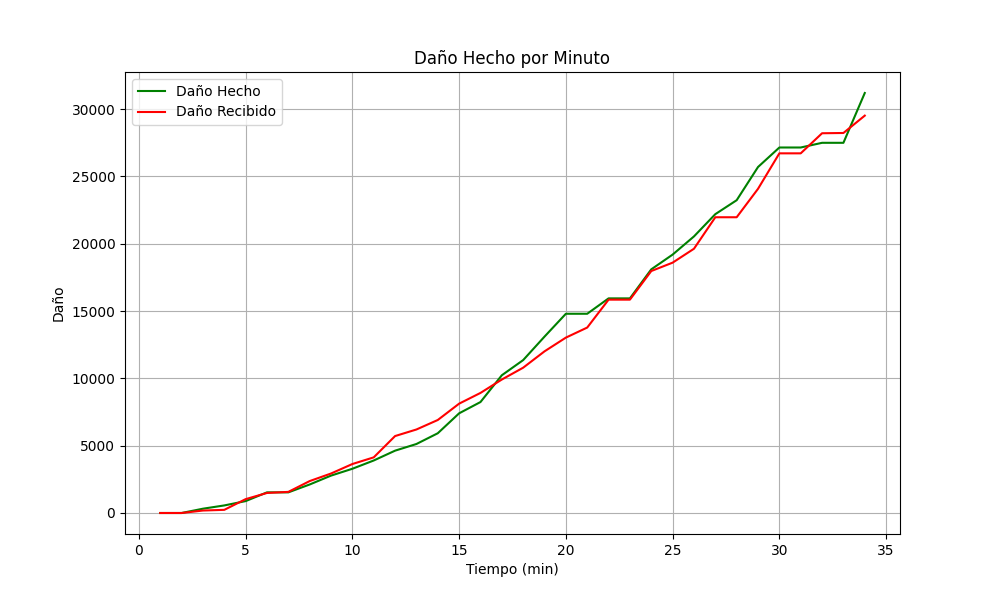 Daño Hecho por Minuto
Daño Hecho
Daño Recibido
30000
25000
20000
15000
10000
5000
0
Daño
0 5 10 15 20 25 30 35
Tiempo (min)